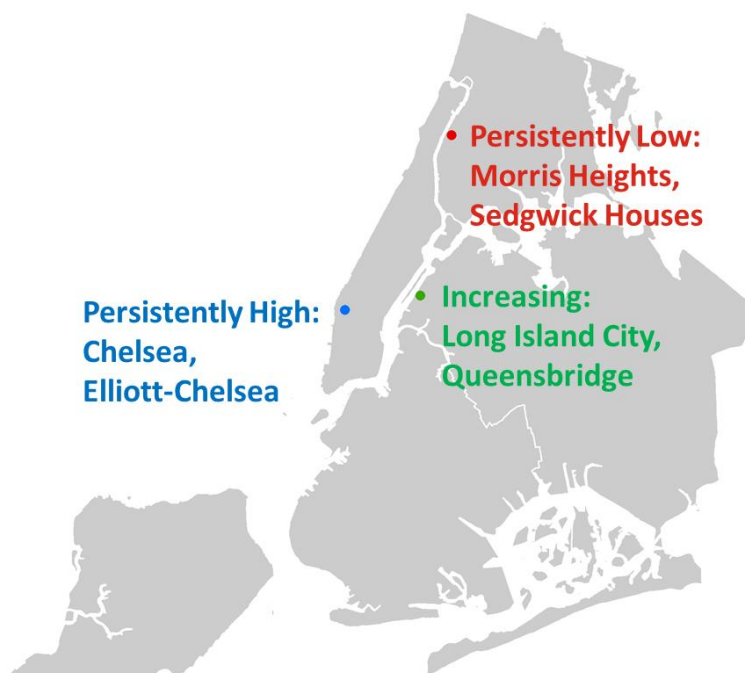 Persistently Low:
Morris Heights,
Sedgwick Houses
Persistently High:
Chelsea,
Elliott-Chelsea
Increasing:
Long Island City,
Queensbridge